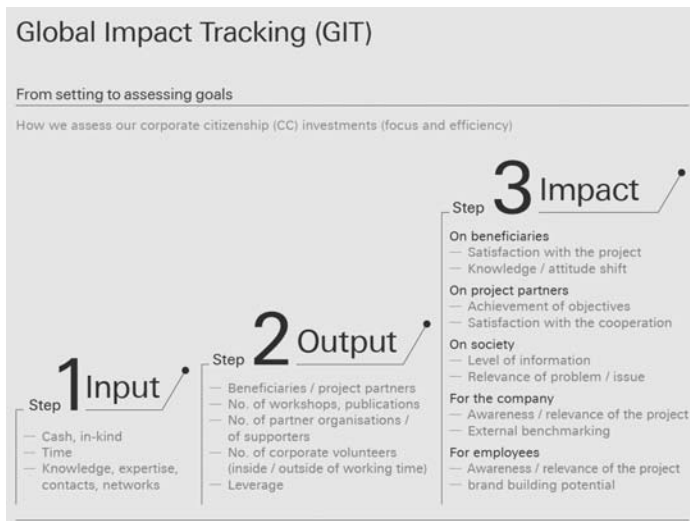 Global Impact Tracking (GIT)
From setting to assessing goals
How we assess our corporate citizenship (CC) investments (focus and efficiency)
Step 1 Input
— Cash, in-kind
— Time
— Knowledge, expertise,
contacts, networks
Step 2 Output
— Beneficiaries / project partners
— No. of workshops, publications
— No. of partner organisations /
of supporters
— No. of corporate volunteers
(inside / outside of working time)
— Leverage
Step 3 Impact
On beneficiaries
— Satisfaction with the project
— Knowledge / attitude shift
On project partners
— Achievement of objectives
— Satisfaction with the cooperation
On society
— Level of information
— Relevance of problem / issue
For the company
— Awareness / relevance of the project
— External benchmarking
For employees
— Awareness / relevance of the project
— brand building potential